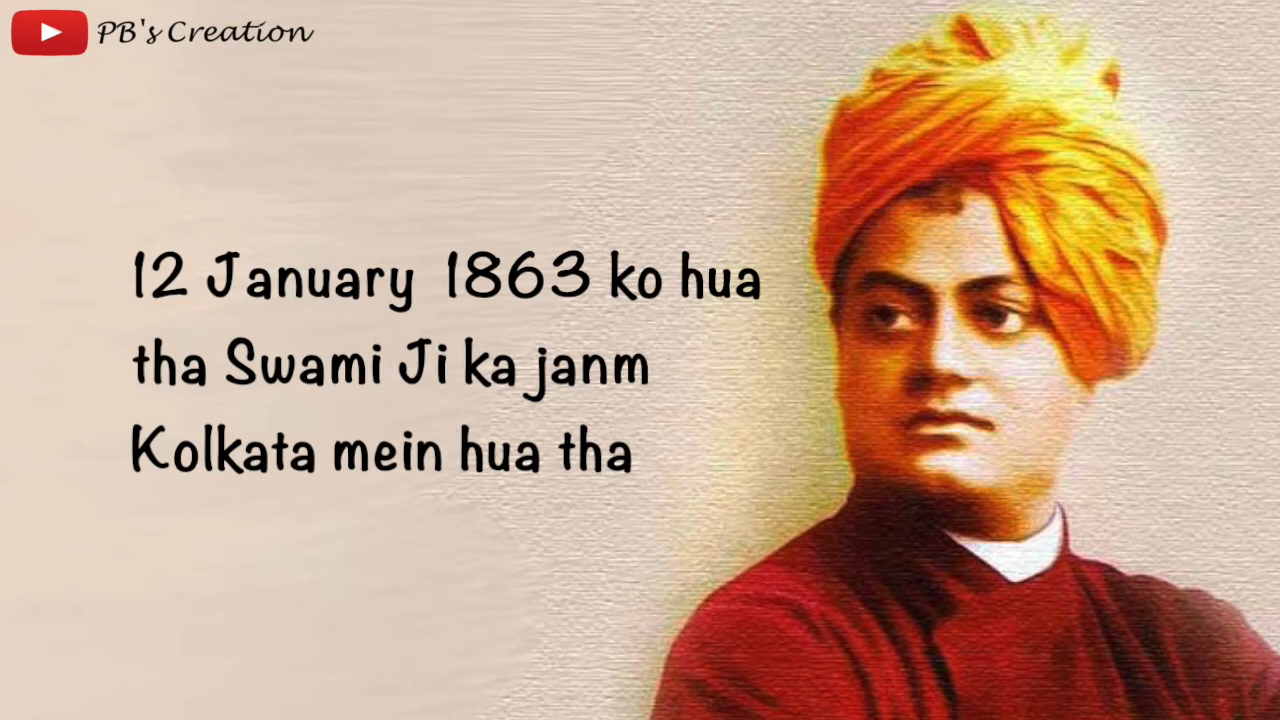 PB's Creation
12 January 1863 ko hua
tha Swami Ji ka janm
Kolkata mein hua tha